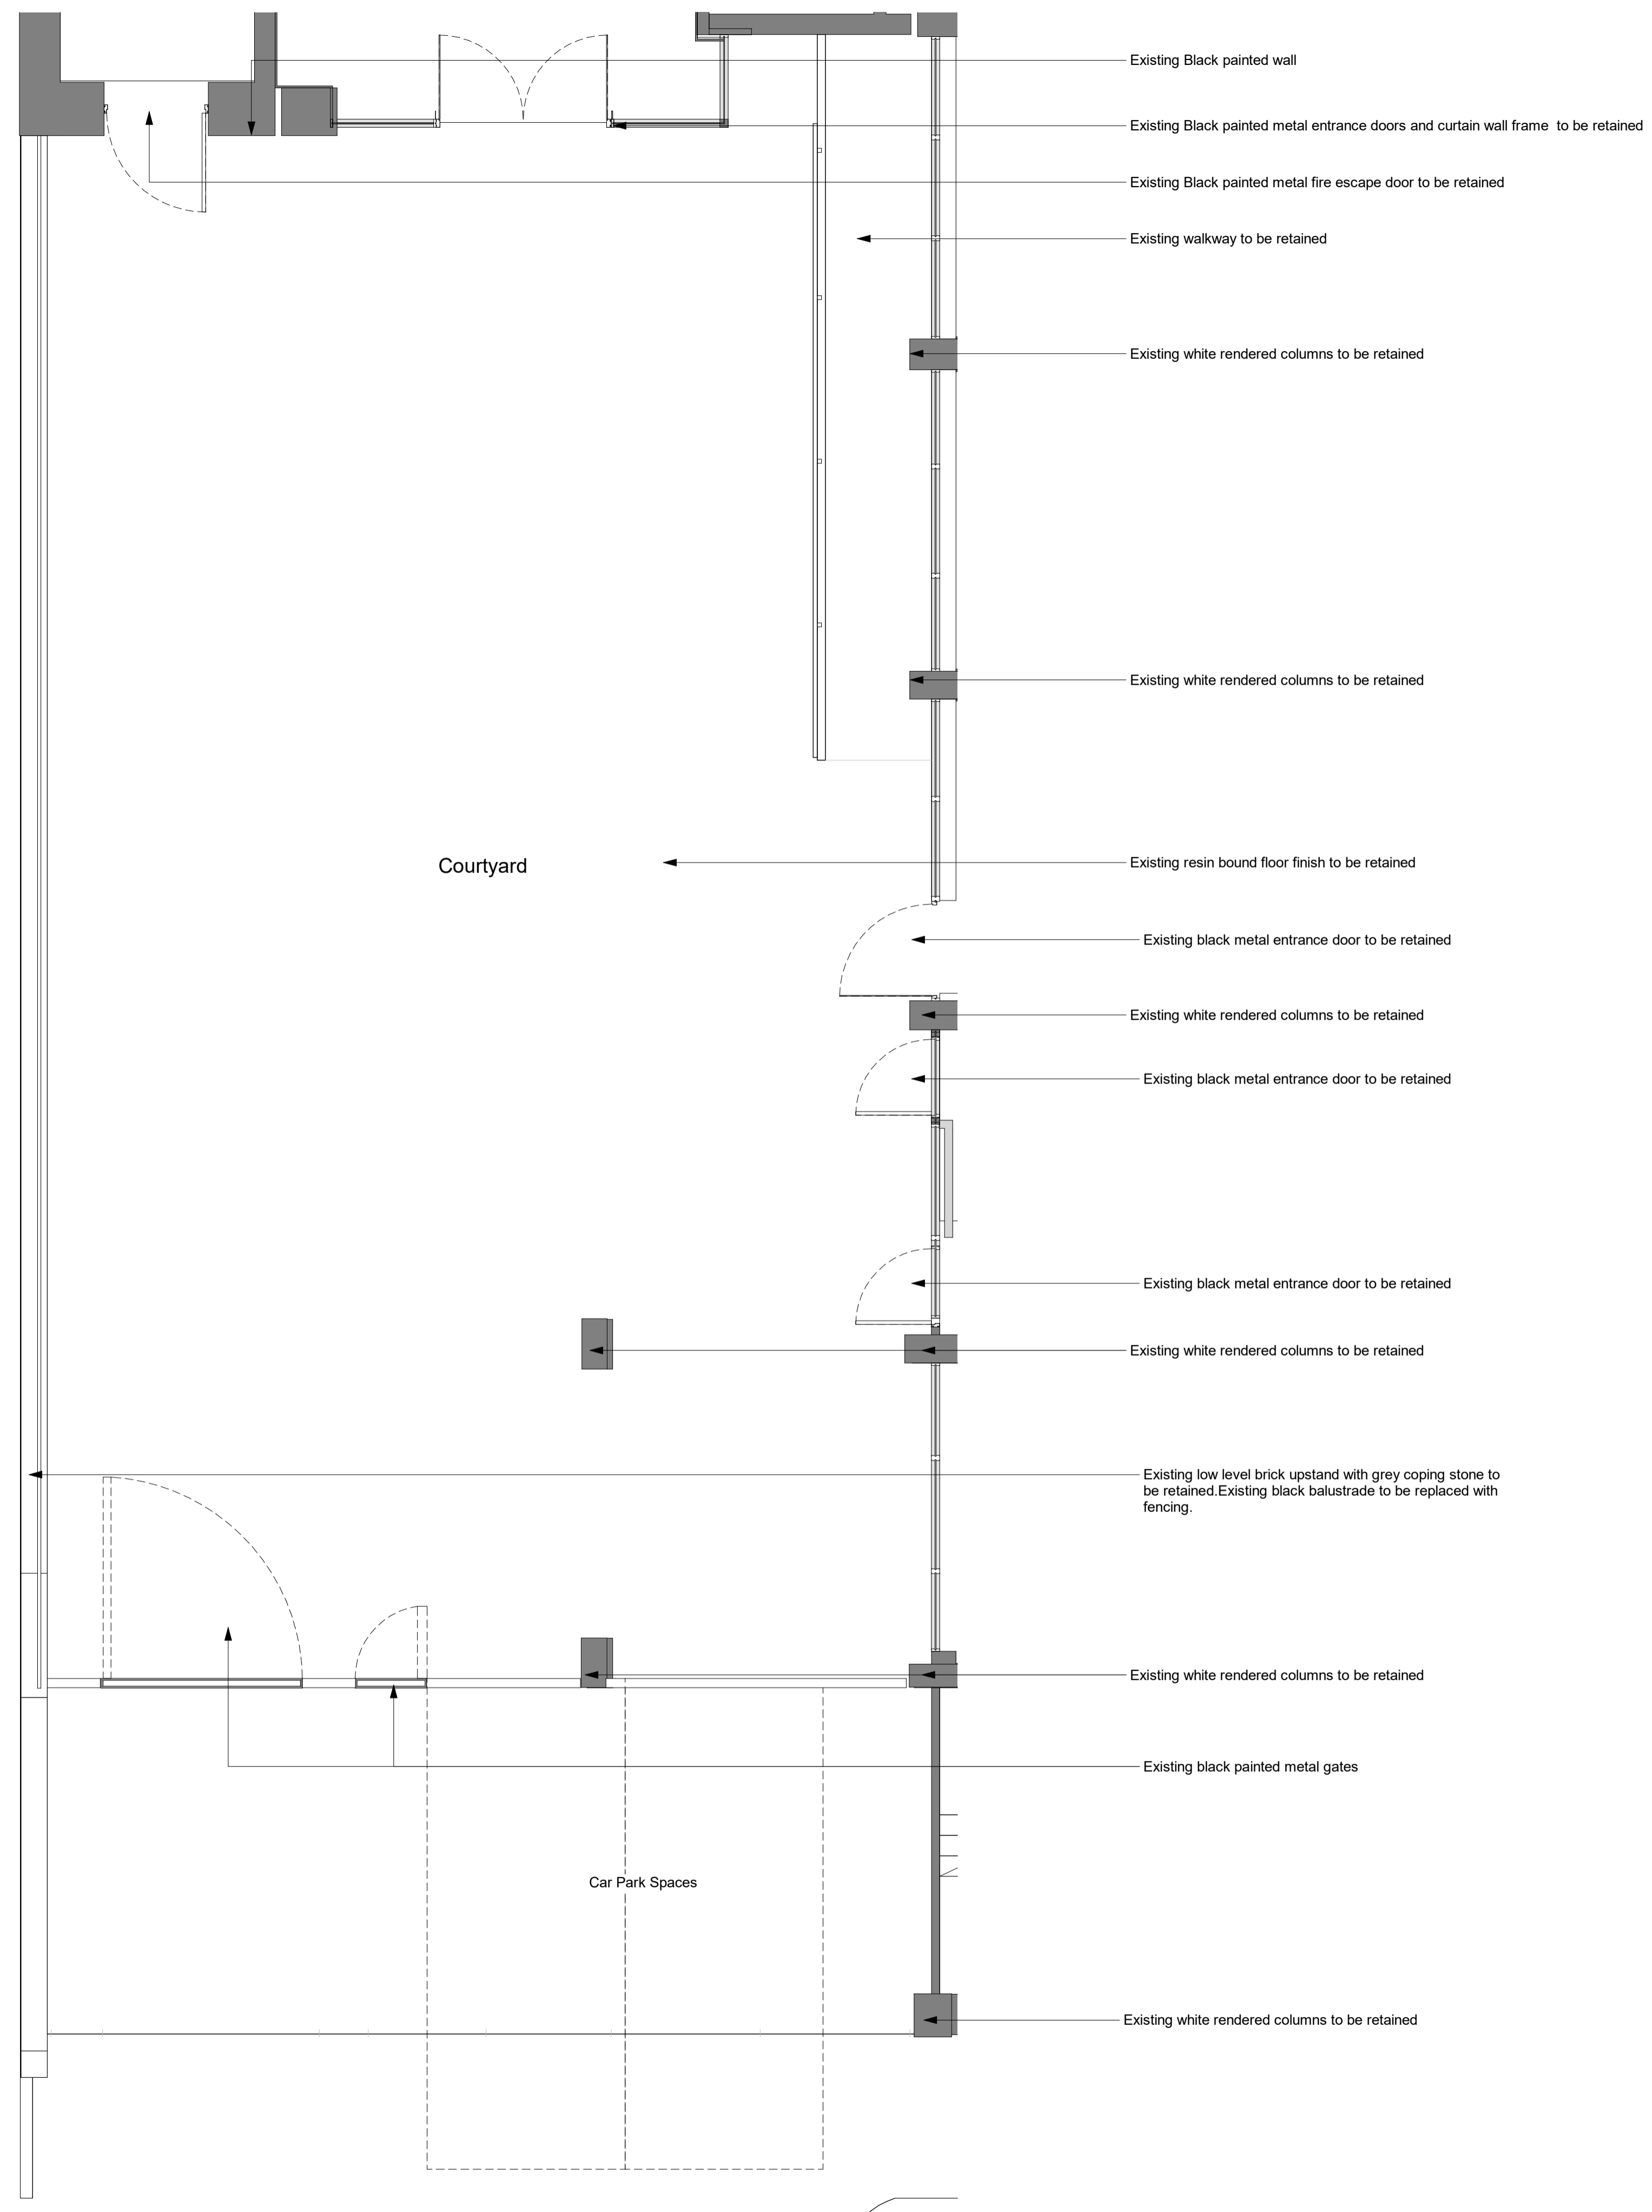 Existing Black painted wall
Existing Black painted metal entrance doors and curtain wall frame  to be retained
Existing Black painted metal fire escape door to be retained
Existing walkway to be retained
Existing white rendered columns to be retained
Existing white rendered columns to be retained
Courtyard
Existing resin bound floor finish to be retained
Existing black metal entrance door to be retained
Existing white rendered columns to be retained
Existing black metal entrance door to be retained
Existing black metal entrance door to be retained
Existing white rendered columns to be retained
Existing low level brick upstand with grey coping stone to
be retained.Existing black balustrade to be replaced with
fencing.
Existing white rendered columns to be retained
Existing black painted metal gates
Car Park Spaces
Existing white rendered columns to be retained